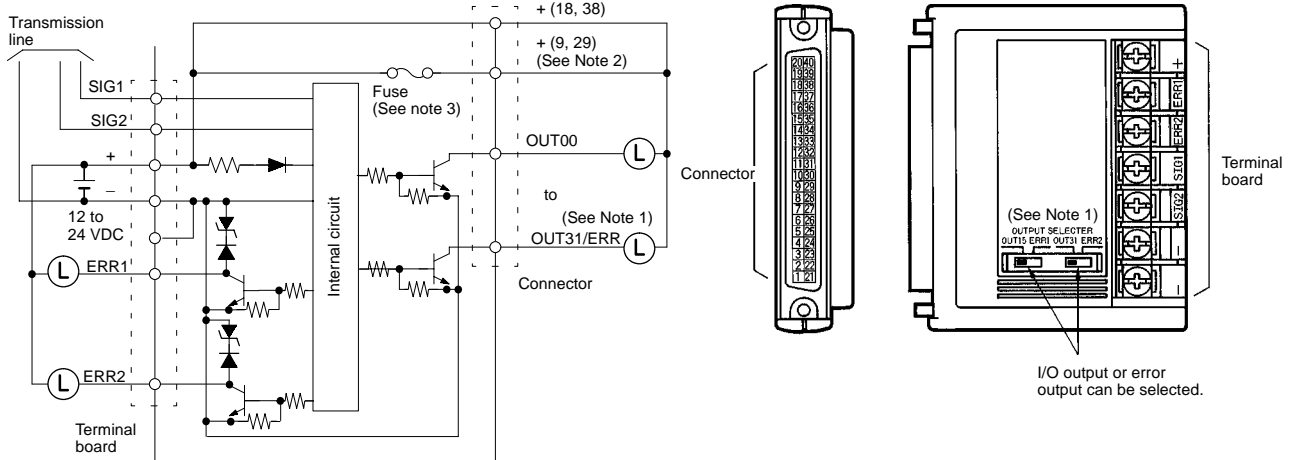 Transmission
line
SIG1
SIG2
+
–
12 to
24 VDC
L
ERR1
L
ERR2
Terminal
board
Internal circuit
Fuse
(See note 3)
+ (18, 38)
+ (9, 29)
(See Note 2)
OUT00
L
to
(See Note 1)
OUT31/ERR
L
Connector
Connector
20 40
19 39
18 38
17 37
16 36
15 35
14 34
13 33
12 32
11 31
10 30
9 29
8 28
7 27
6 26
5 25
4 24
3 23
2 22
1 21
(See Note 1)
OUTPUT SELECTER
OUT15 ERR1 OUT31 ERR2
+
ERR1
ERR2
SIG1
SIG2
–
–
Terminal
board
I/O output or error
output can be selected.